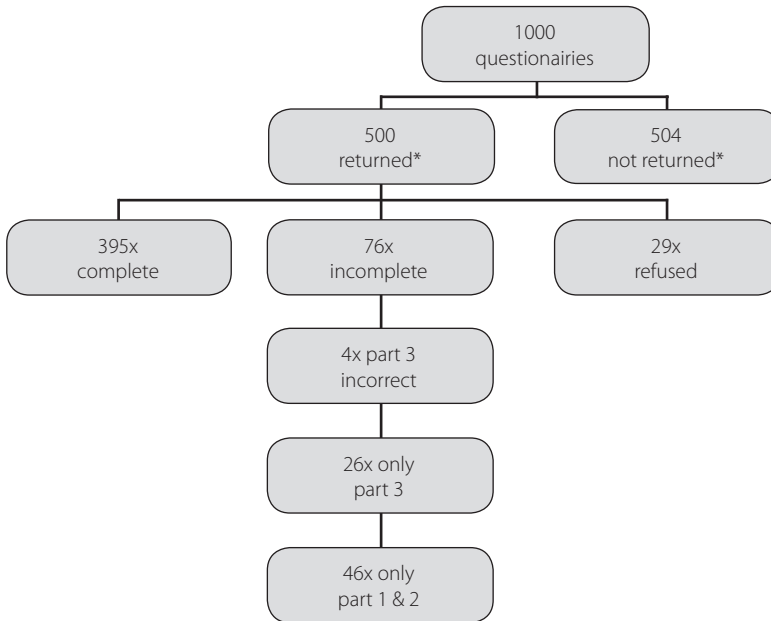 1000
questionairies
500
returned*
504
not returned*
395x
complete
76x
incomplete
29x
refused
4x part 3
incorrect
26x only
part 3
46x only
part 1 & 2